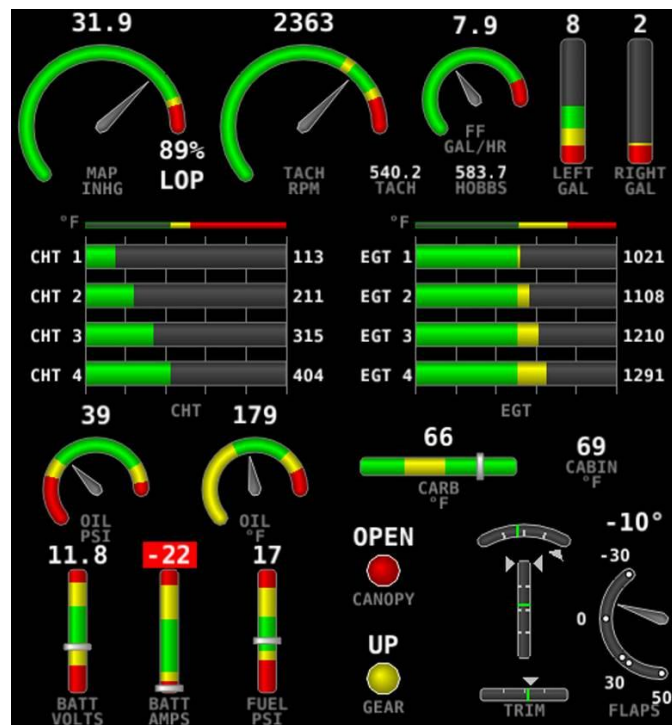 31.9
2363
7.9
8
2
MAP
INHG
89%
LOP
TACH
RPM
FF
GAL/HR
540.2
TACH
583.7
HOBBS
LEFT
GAL
RIGHT
GAL
°F
CHT 1 113
CHT 2 211
CHT 3 315
CHT 4 404
CHT
°F
EGT 1 1021
EGT 2 1108
EGT 3 1210
EGT 4 1291
EGT
39
OIL
PSI
179
OIL
°F
66
CARB
°F
69
CABIN
°F
11.8
BATT
VOLTS
-22
BATT
AMPS
17
FUEL
PSI
OPEN
CANOPY
UP
GEAR
TRIM
-10°
-30
0
30
50
FLAPS